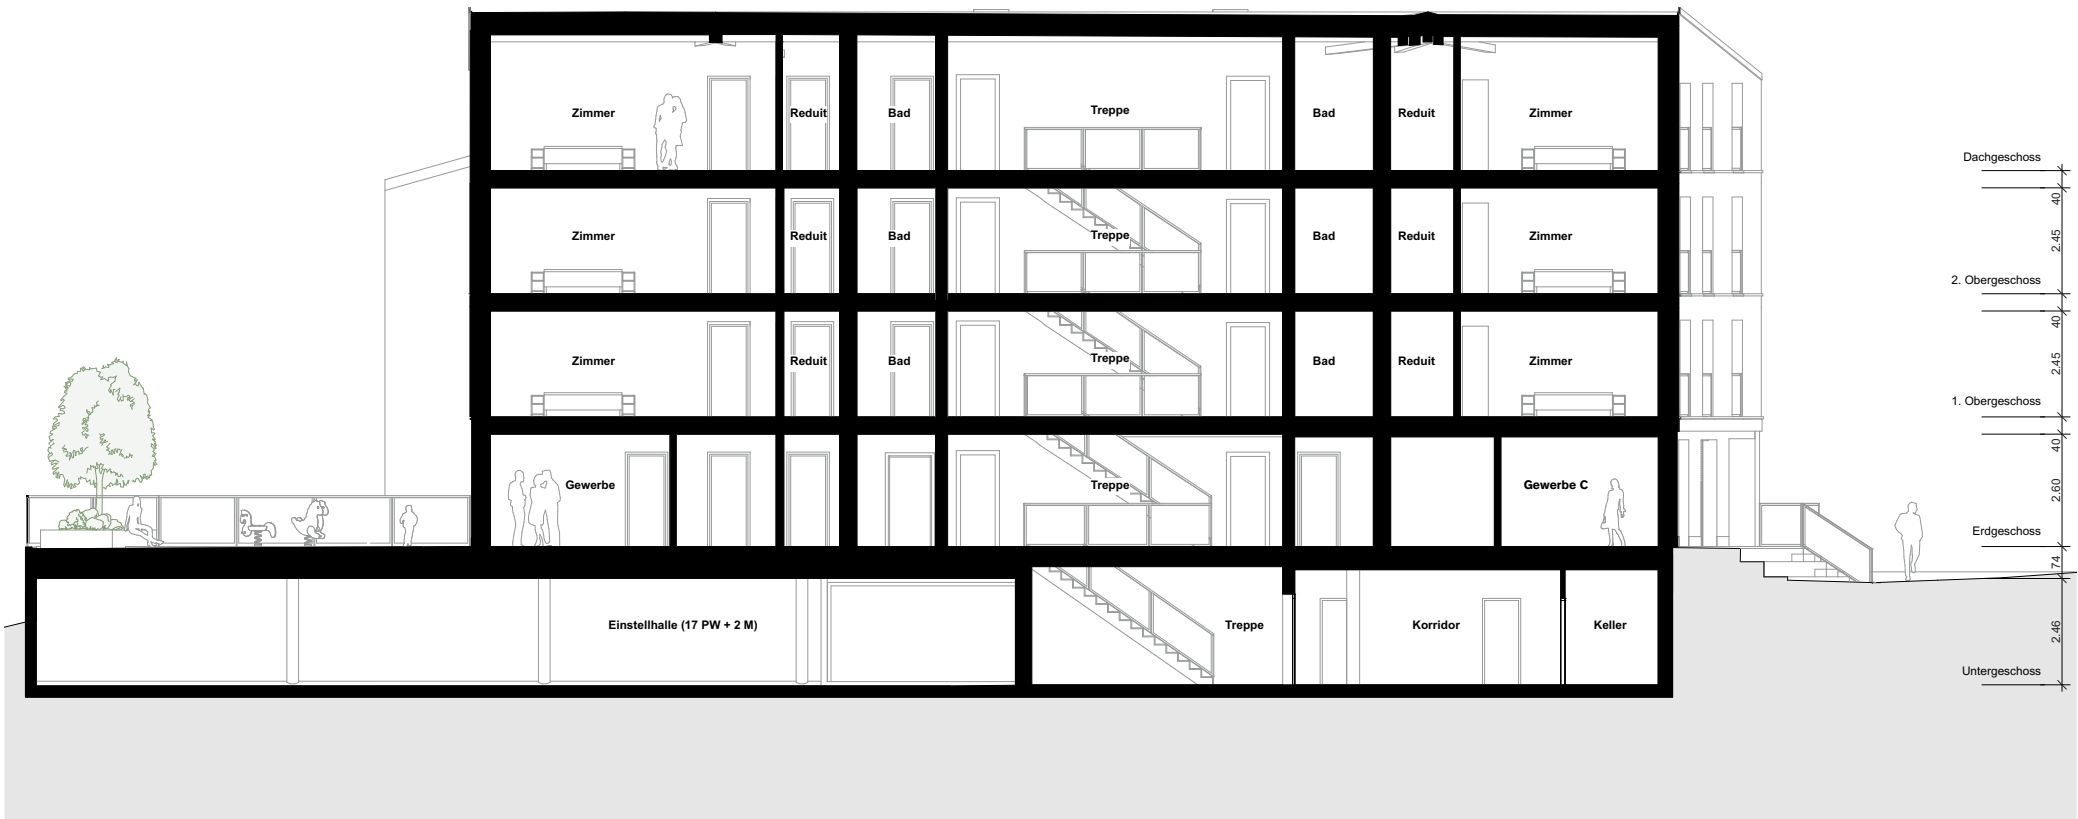 Zimmer Reduit Bad Treppe Bad Reduit Zimmer
Dachgeschoss
40
Zimmer Reduit Bad Treppe Bad Reduit Zimmer
2.45
2. Obergeschoss
40
Zimmer Reduit Bad Treppe Bad Reduit Zimmer
2.45
1. Obergeschoss
40
Gewerbe Treppe Gewerbe C
2.60
Erdgeschoss
74
Einstellhalle (17 PW + 2 M) Treppe Korridor Keller
2.46
Untergeschoss